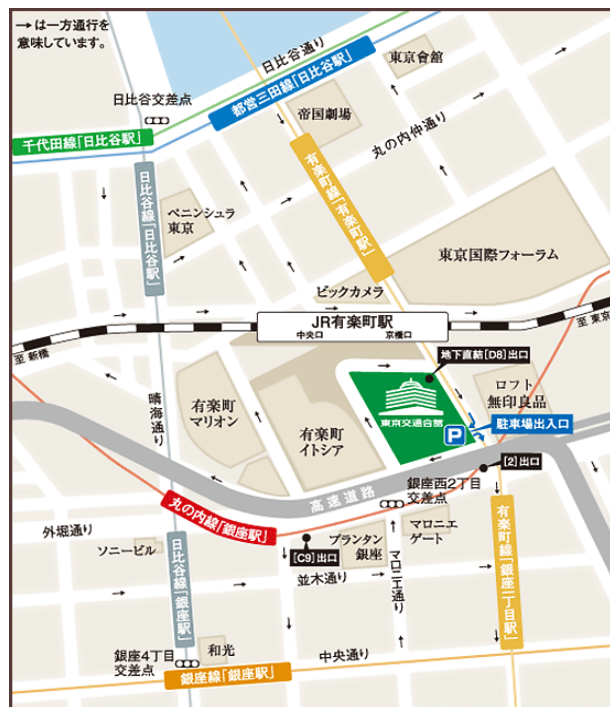 →は一方通行を
意味しています。
日比谷通り
東京會館
都営三田線「日比谷駅」
日比谷交差点
帝国劇場
千代田線「日比谷駅」
丸の内仲通り
有楽町線「有楽町駅」
日比谷線「日比谷駅」
ペニンシュラ
東京
東京国際フォーラム
ビックカメラ
JR有楽町駅
中央口
京橋口
至 東京
至 新橋
地下直結[D8]出口
ロフト
無印良品
晴海通り
有楽町
マリオン
有楽町
イトシア
東京交通会館
P
駐車場出入口
[2]出口
高速道路
銀座西2丁目
交差点
丸の内線「銀座駅」
外堀通り
ソニービル
[C9]出口
プランタン
銀座
マロニエ
ゲート
マロニエ通り
並木通り
有楽町線「銀座一丁目駅」
日比谷線「銀座駅」
和光
銀座4丁目
交差点
中央通り
銀座線「銀座駅」